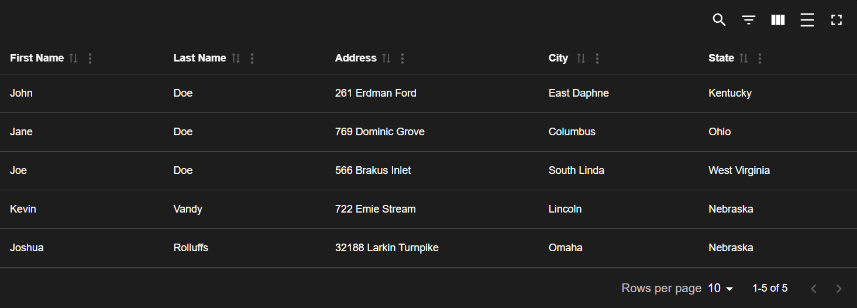 First Name Last Name Address City State
John Doe 261 Erdman Ford East Daphne Kentucky
Jane Doe 769 Dominic Grove Columbus Ohio
Joe Doe 566 Brakus Inlet South Linda West Virginia
Kevin Vandy 722 Emie Stream Lincoln Nebraska
Joshua Rolluffs 32188 Larkin Turnpike Omaha Nebraska
Rows per page 10 1-5 of 5